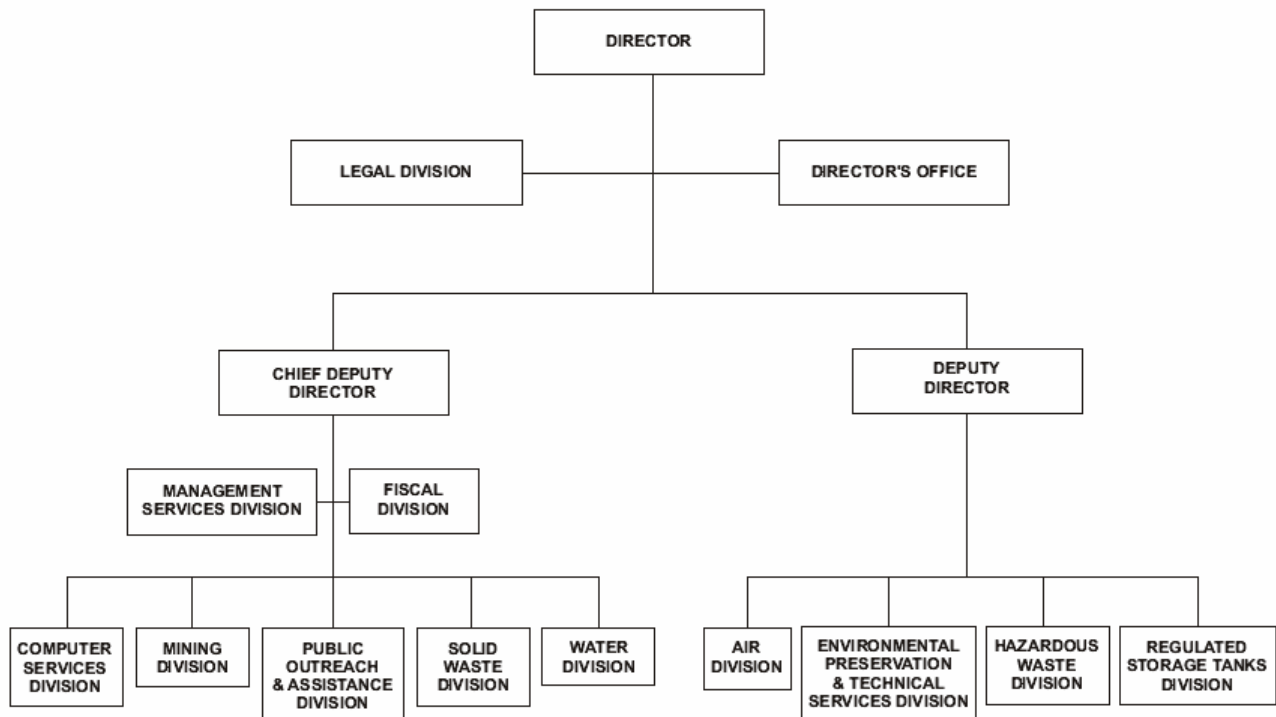 DIRECTOR
LEGAL DIVISION
DIRECTOR'S OFFICE
CHIEF DEPUTY
DIRECTOR
DEPUTY
DIRECTOR
MANAGEMENT
SERVICES DIVISION
FISCAL
DIVISION
COMPUTER
SERVICES
DIVISION
MINING
DIVISION
PUBLIC
OUTREACH
& ASSISTANCE
DIVISION
SOLID
WASTE
DIVISION
WATER
DIVISION
AIR
DIVISION
ENVIRONMENTAL
PRESERVATION
& TECHNICAL
SERVICES DIVISION
HAZARDOUS
WASTE
DIVISION
REGULATED
STORAGE TANKS
DIVISION